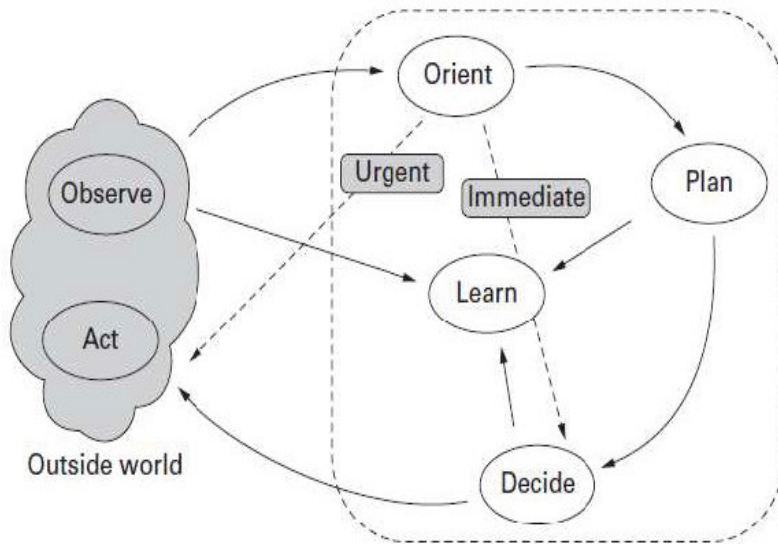 Orient
Urgent
Immediate
Plan
Observe
Learn
Act
Outside world
Decide